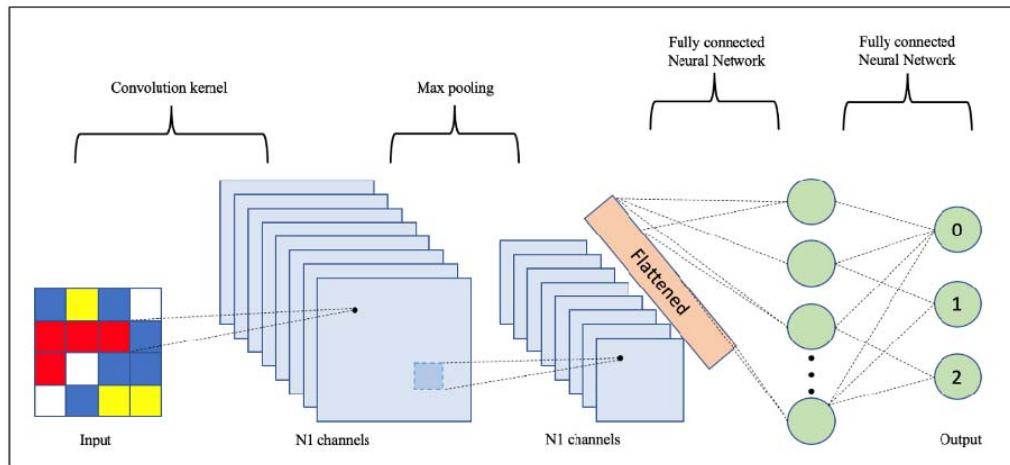 Fully connected
Neural Network
Fully connected
Neural Network
Convolution kernel
Max pooling
Flattened
0
1
2
Input
N1 channels
N1 channels
Output